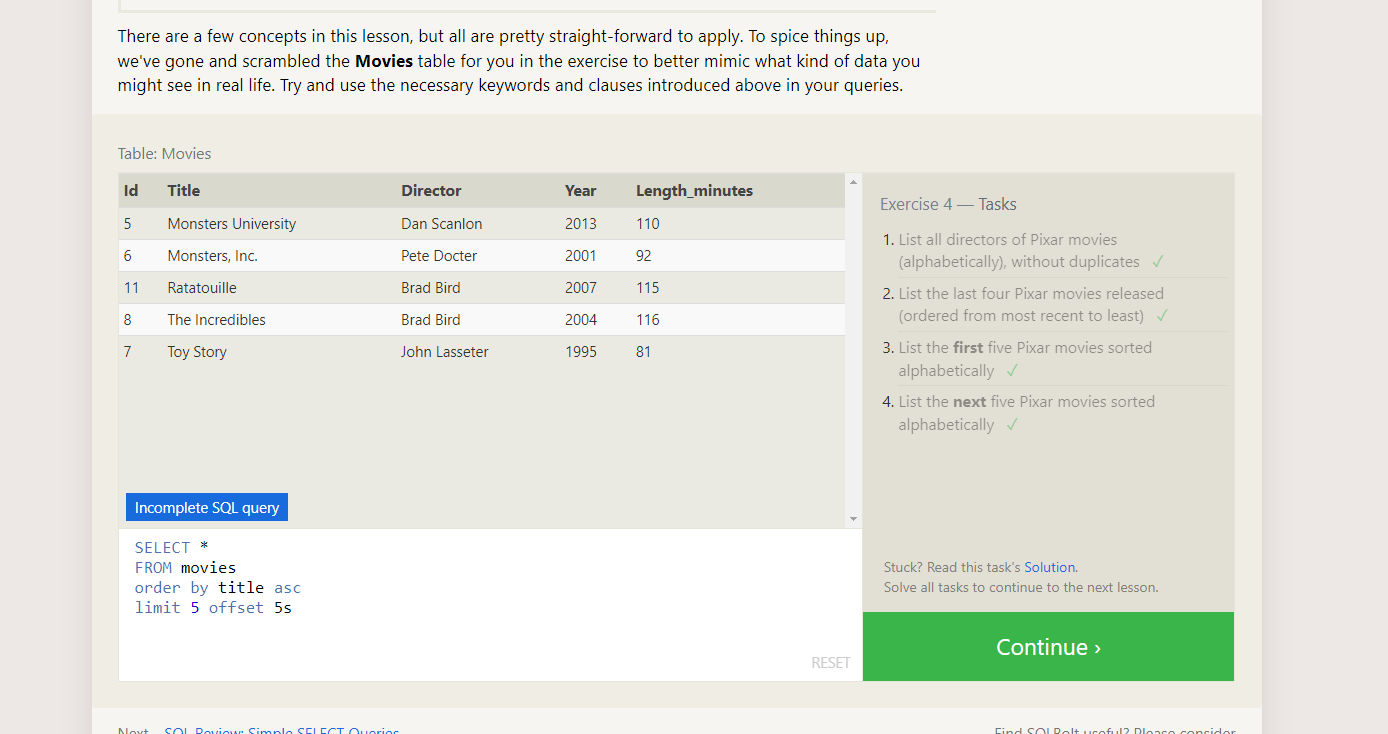 There are a few concepts in this lesson, but all are pretty straight-forward to apply. To spice things up,
we've gone and scrambled the Movies table for you in the exercise to better mimic what kind of data you
might see in real life. Try and use the necessary keywords and clauses introduced above in your queries.
Table: Movies
Id Title Director Year Length_minutes
5 Monsters University Dan Scanlon 2013 110
6 Monsters, Inc. Pete Docter 2001 92
11 Ratatouille Brad Bird 2007 115
8 The Incredibles Brad Bird 2004 116
7 Toy Story John Lasseter 1995 81
Incomplete SQL query
SELECT *
FROM movies
order by title asc
limit 5 offset 5s
RESET
Exercise 4 — Tasks
1. List all directors of Pixar movies
(alphabetically), without duplicates ✓
2. List the last four Pixar movies released
(ordered from most recent to least) ✓
3. List the first five Pixar movies sorted
alphabetically ✓
4. List the next five Pixar movies sorted
alphabetically ✓
Stuck? Read this task's Solution.
Solve all tasks to continue to the next lesson.
Continue ›
Next – SQL Review: Simple SELECT Queries
Find SQLBolt useful? Please consider